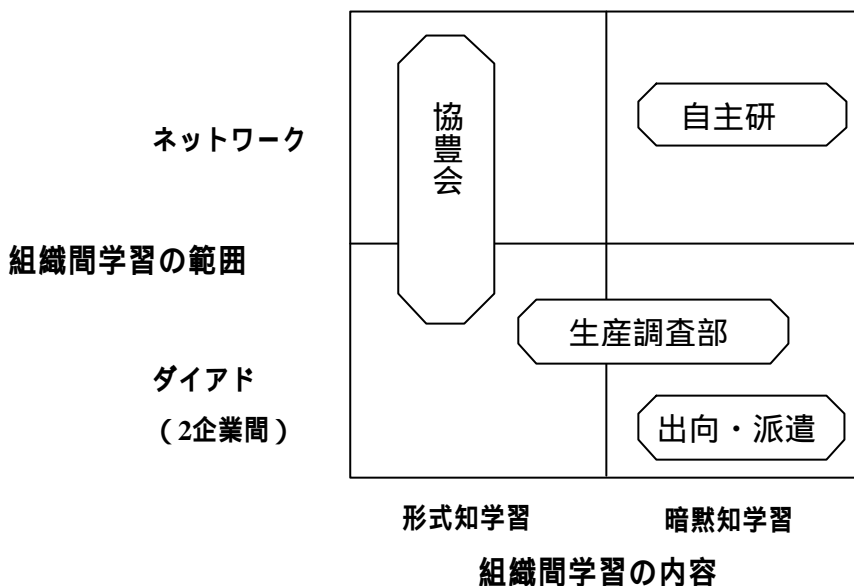 協豊会
自主研
ネットワーク
組織間学習の範囲
生産調査部
ダイアド
（2企業間）
出向・派遣
形式知学習
暗黙知学習
組織間学習の内容